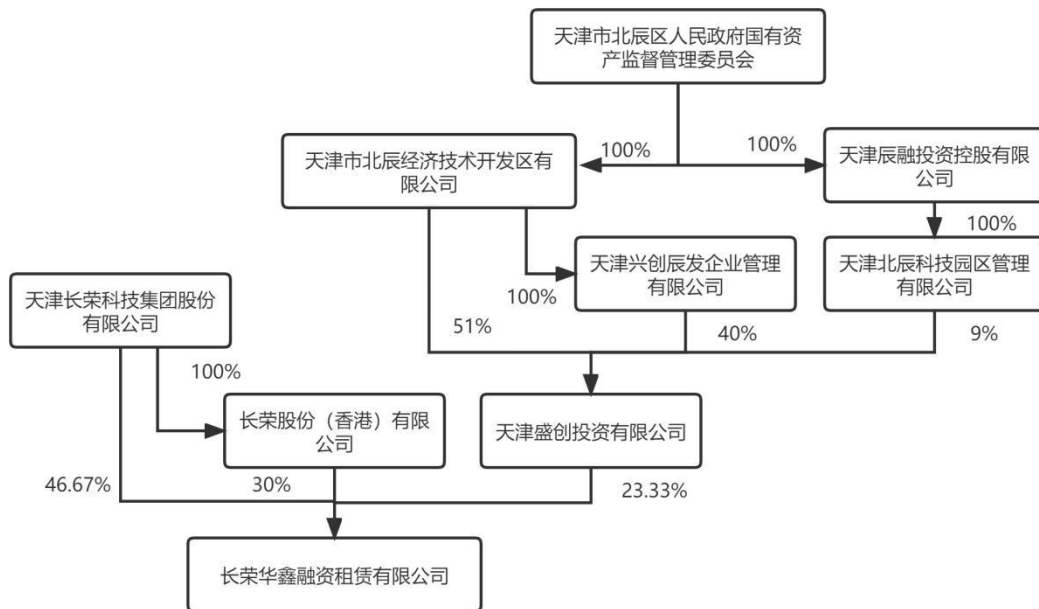 天津市北辰区人民政府国有资
产监督管理委员会
天津市北辰经济技术开发区有
限公司
100%
100%
天津辰融投资控股有限
公司
100%
天津兴创辰发企业管理
有限公司
天津北辰科技园区管理
有限公司
天津长荣科技集团股份
有限公司
100%
51%
40%
9%
100%
长荣股份（香港）有限
公司
天津盛创投资有限公司
46.67%
30%
23.33%
长荣华鑫融资租赁有限公司